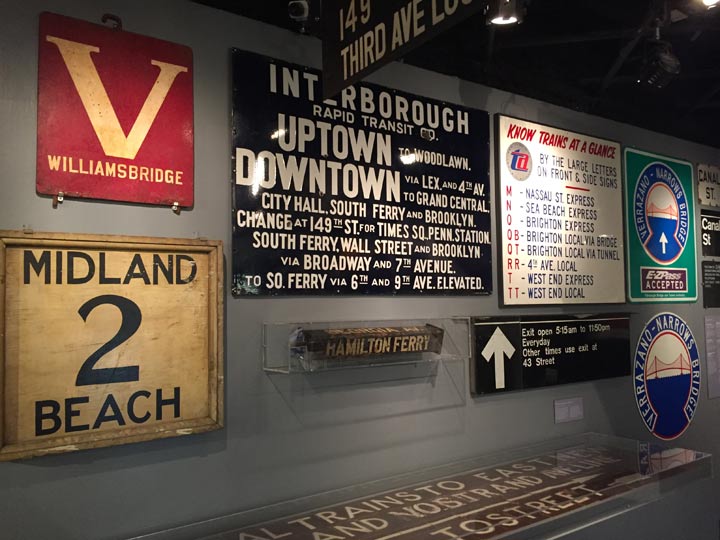 149
THIRD AVE
V
WILLIAMSBRIDGE
MIDLAND
2
BEACH
INTERBOROUGH
RAPID TRANSIT CO.
UPTOWN TO WOODLAWN.
DOWNTOWN VIA LEX. AND 4TH AV.
TO GRAND CENTRAL,
CITY HALL, SOUTH FERRY AND BROOKLYN.
CHANGE AT 149TH ST. FOR TIMES SQ. PENN. STATION.
SOUTH FERRY, WALL STREET AND BROOKLYN
VIA BROADWAY AND 7TH AVENUE.
TO SO. FERRY VIA 6TH AND 9TH AVE. ELEVATED.
HAMILTON FERRY
KNOW TRAINS AT A GLANCE
TA
BY THE LARGE LETTERS
ON FRONT & SIDE SIGNS
M - NASSAU ST. EXPRESS
N - SEA BEACH EXPRESS
Q - BRIGHTON EXPRESS
QB - BRIGHTON LOCAL VIA BRIDGE
QT - BRIGHTON LOCAL VIA TUNNEL
RR - 4TH AVE. LOCAL
T - WEST END EXPRESS
TT - WEST END LOCAL
Exit open 5:15am to 11:50pm
Everyday
Other times use exit at
43 Street
VERRAZANO-NARROWS BRIDGE
E-ZPass
ACCEPTED
VERRAZANO-NARROWS BRIDGE
CANAL
ST.
Canal
St
TRAINS TO EAST
AND NOSTRAND
TO STREET